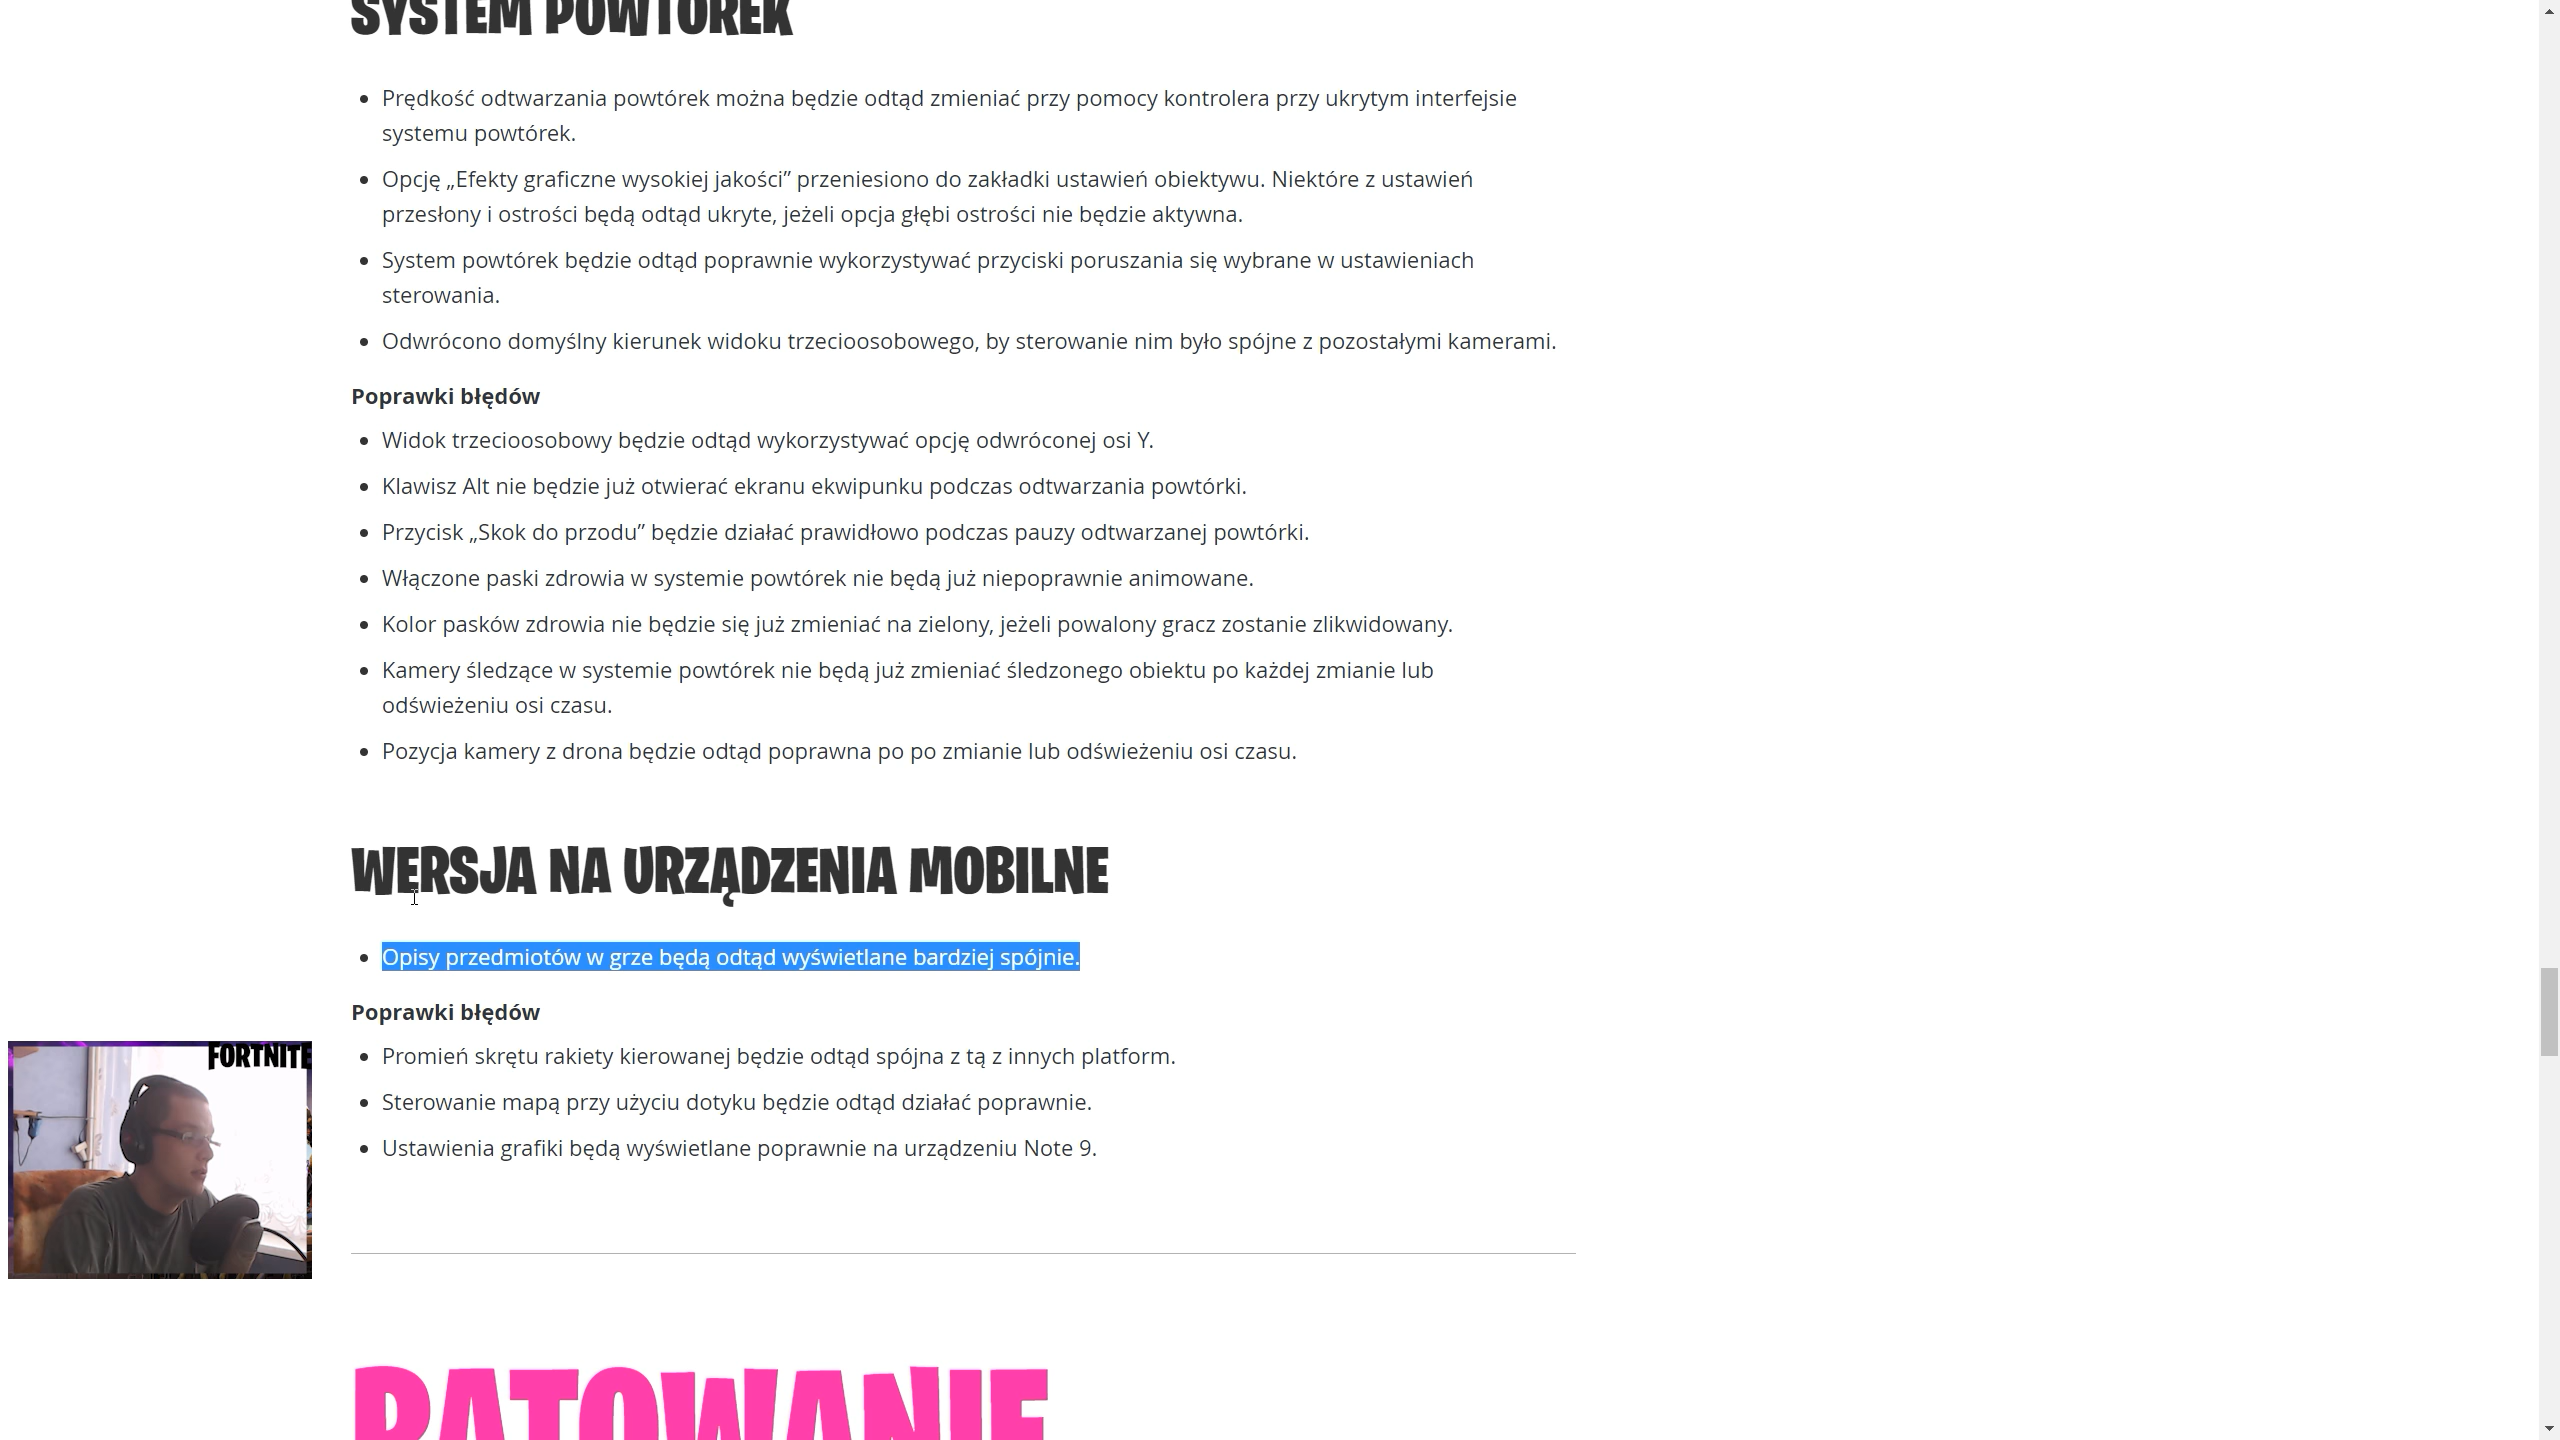 SYSTEM POWTÓREK
Prędkość odtwarzania powtórek można będzie odtąd zmieniać przy pomocy kontrolera przy ukrytym interfejsie
systemu powtórek.
Opcję „Efekty graficzne wysokiej jakości” przeniesiono do zakładki ustawień obiektywu. Niektóre z ustawień
przesłony i ostrości będą odtąd ukryte, jeżeli opcja głębi ostrości nie będzie aktywna.
System powtórek będzie odtąd poprawnie wykorzystywać przyciski poruszania się wybrane w ustawieniach
sterowania.
Odwrócono domyślny kierunek widoku trzecioosobowego, by sterowanie nim było spójne z pozostałymi kamerami.
Poprawki błędów
Widok trzecioosobowy będzie odtąd wykorzystywać opcję odwróconej osi Y.
Klawisz Alt nie będzie już otwierać ekranu ekwipunku podczas odtwarzania powtórki.
Przycisk „Skok do przodu” będzie działać prawidłowo podczas pauzy odtwarzanej powtórki.
Włączone paski zdrowia w systemie powtórek nie będą już niepoprawnie animowane.
Kolor pasków zdrowia nie będzie się już zmieniać na zielony, jeżeli powalony gracz zostanie zlikwidowany.
Kamery śledzące w systemie powtórek nie będą już zmieniać śledzonego obiektu po każdej zmianie lub
odświeżeniu osi czasu.
Pozycja kamery z drona będzie odtąd poprawna po po zmianie lub odświeżeniu osi czasu.
WERSJA NA URZĄDZENIA MOBILNE
Opisy przedmiotów w grze będą odtąd wyświetlane bardziej spójnie.
Poprawki błędów
Promień skrętu rakiety kierowanej będzie odtąd spójna z tą z innych platform.
Sterowanie mapą przy użyciu dotyku będzie odtąd działać poprawnie.
Ustawienia grafiki będą wyświetlane poprawnie na urządzeniu Note 9.
FORTNITE
RATOWANIE